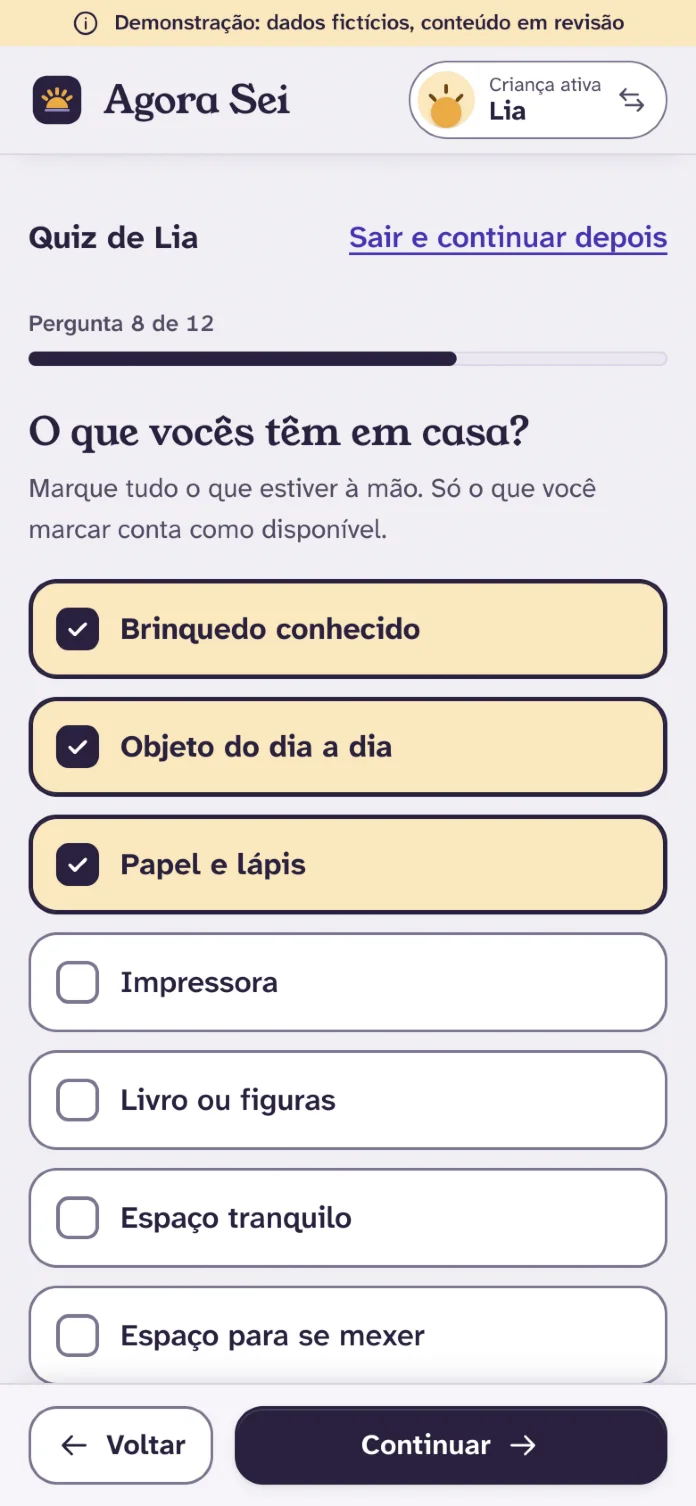 Demonstração: dados fictícios, conteúdo em revisão
Agora Sei
Criança ativa
Lia
Quiz de Lia
Sair e continuar depois
Pergunta 8 de 12
O que vocês têm em casa?
Marque tudo o que estiver à mão. Só o que você
marcar conta como disponível.
Brinquedo conhecido
Objeto do dia a dia
Papel e lápis
Impressora
Livro ou figuras
Espaço tranquilo
Espaço para se mexer
Voltar
Continuar